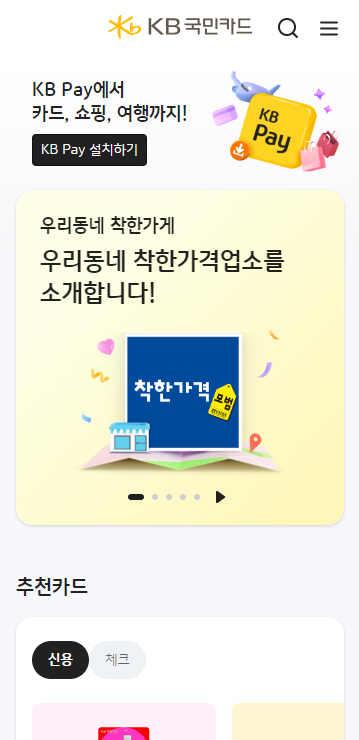 KB국민카드
KB Pay에서
카드, 쇼핑, 여행까지!
KB Pay 설치하기
KB
Pay
우리동네 착한가게
우리동네 착한가격업소를
소개합니다!
착한가격
모범
추천카드
신용
체크